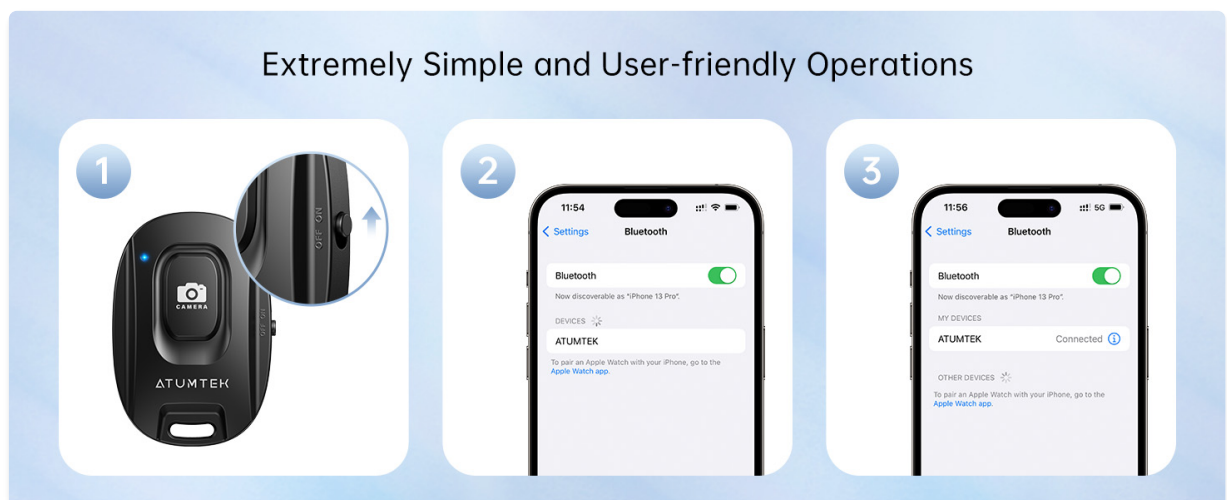 Extremely Simple and User-friendly Operations
1
OFF ON
CAMERA
OFF ON
ATUMTEK
2
11:54
Settings Bluetooth
Bluetooth
Now discoverable as "iPhone 13 Pro".
DEVICES
ATUMTEK
To pair an Apple Watch with your iPhone, go to the
Apple Watch app.
3
11:56 5G
Settings Bluetooth
Bluetooth
Now discoverable as "iPhone 13 Pro".
MY DEVICES
ATUMTEK Connected
OTHER DEVICES
To pair an Apple Watch with your iPhone, go to the
Apple Watch app.